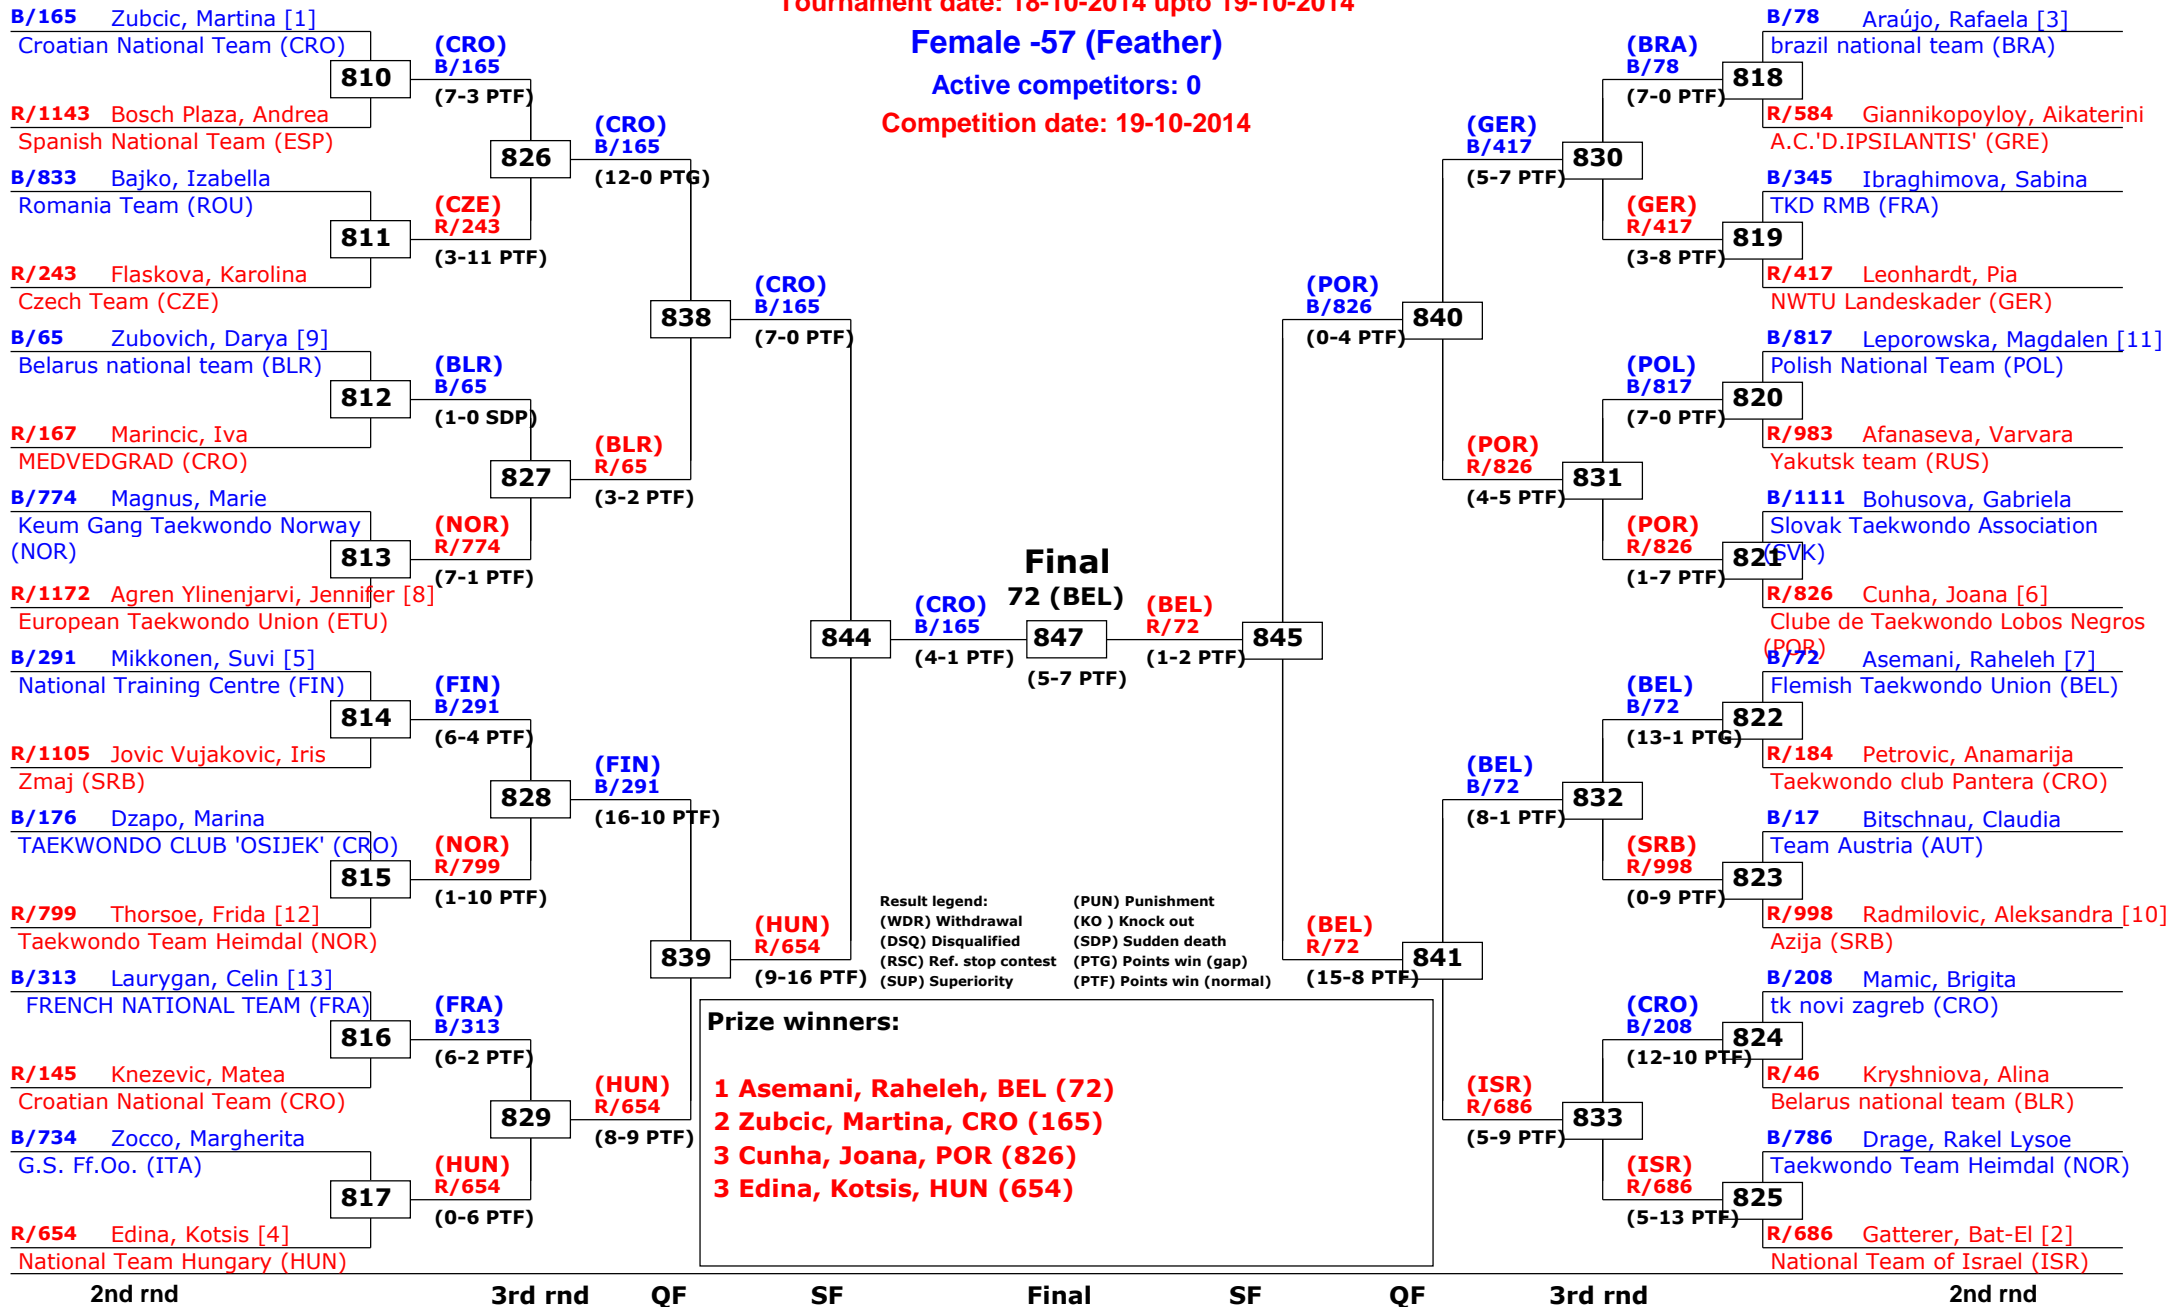 Tournament date: 18-10-2014 upto 19-10-2014
Female -57 (Feather)
Active competitors: 0
Competition date: 19-10-2014
B/165 Zubcic, Martina [1]
Croatian National Team (CRO)
810
R/1143 Bosch Plaza, Andrea
Spanish National Team (ESP)
B/833 Bajko, Izabella
Romania Team (ROU)
811
R/243 Flaskova, Karolina
Czech Team (CZE)
B/65 Zubovich, Darya [9]
Belarus national team (BLR)
812
R/167 Marincic, Iva
MEDVEDGRAD (CRO)
B/774 Magnus, Marie
Keum Gang Taekwondo Norway
(NOR)
813
R/1172 Agren Ylinenjarvi, Jennifer [8]
European Taekwondo Union (ETU)
B/291 Mikkonen, Suvi [5]
National Training Centre (FIN)
814
R/1105 Jovic Vujakovic, Iris
Zmaj (SRB)
B/176 Dzapo, Marina
TAEKWONDO CLUB 'OSIJEK' (CRO)
815
R/799 Thorsoe, Frida [12]
Taekwondo Team Heimdal (NOR)
B/313 Laurygan, Celin [13]
FRENCH NATIONAL TEAM (FRA)
816
R/145 Knezevic, Matea
Croatian National Team (CRO)
B/734 Zocco, Margherita
G.S. Ff.Oo. (ITA)
817
R/654 Edina, Kotsis [4]
National Team Hungary (HUN)
(CRO)
B/165
(7-3 PTF)
826
(CZE)
R/243
(3-11 PTF)
(BLR)
B/65
(1-0 SDP)
827
(NOR)
R/774
(7-1 PTF)
(FIN)
B/291
(6-4 PTF)
828
(NOR)
R/799
(1-10 PTF)
(FRA)
B/313
(6-2 PTF)
829
(HUN)
R/654
(0-6 PTF)
(CRO)
B/165
(12-0 PTG)
838
(BLR)
R/65
(3-2 PTF)
(FIN)
B/291
(16-10 PTF)
839
(HUN)
R/654
(8-9 PTF)
(CRO)
B/165
(7-0 PTF)
844
(HUN)
R/654
(9-16 PTF)
(CRO)
B/165
(4-1 PTF)
Final
72 (BEL)
847
(5-7 PTF)
(BEL)
R/72
(1-2 PTF)
845
(POR)
B/826
(0-4 PTF)
840
(BEL)
R/72
(15-8 PTF)
841
(GER)
B/417
(5-7 PTF)
830
(POR)
R/826
(4-5 PTF)
831
(BEL)
B/72
(8-1 PTF)
832
(ISR)
R/686
(5-9 PTF)
833
(BRA)
B/78
(7-0 PTF)
818
(GER)
R/417
(3-8 PTF)
819
(POL)
B/817
(7-0 PTF)
820
(POR)
R/826
(1-7 PTF)
821
(BEL)
B/72
(13-1 PTG)
822
(SRB)
R/998
(0-9 PTF)
823
(CRO)
B/208
(12-10 PTF)
824
(ISR)
R/686
(5-13 PTF)
825
B/78 Araújo, Rafaela [3]
brazil national team (BRA)
R/584 Giannikopoyloy, Aikaterini
A.C.'D.IPSILANTIS' (GRE)
B/345 Ibraghimova, Sabina
TKD RMB (FRA)
R/417 Leonhardt, Pia
NWTU Landeskader (GER)
B/817 Leporowska, Magdalen [11]
Polish National Team (POL)
R/983 Afanaseva, Varvara
Yakutsk team (RUS)
B/1111 Bohusova, Gabriela
Slovak Taekwondo Association
(SVK)
R/826 Cunha, Joana [6]
Clube de Taekwondo Lobos Negros
(POR)
B/72 Asemani, Raheleh [7]
Flemish Taekwondo Union (BEL)
R/184 Petrovic, Anamarija
Taekwondo club Pantera (CRO)
B/17 Bitschnau, Claudia
Team Austria (AUT)
R/998 Radmilovic, Aleksandra [10]
Azija (SRB)
B/208 Mamic, Brigita
tk novi zagreb (CRO)
R/46 Kryshniova, Alina
Belarus national team (BLR)
B/786 Drage, Rakel Lysoe
Taekwondo Team Heimdal (NOR)
R/686 Gatterer, Bat-El [2]
National Team of Israel (ISR)
Result legend: (PUN) Punishment
(WDR) Withdrawal (KO ) Knock out
(DSQ) Disqualified (SDP) Sudden death
(RSC) Ref. stop contest (PTG) Points win (gap)
(SUP) Superiority (PTF) Points win (normal)
Prize winners:
1 Asemani, Raheleh, BEL (72)
2 Zubcic, Martina, CRO (165)
3 Cunha, Joana, POR (826)
3 Edina, Kotsis, HUN (654)
2nd rnd 3rd rnd QF SF Final SF QF 3rd rnd 2nd rnd